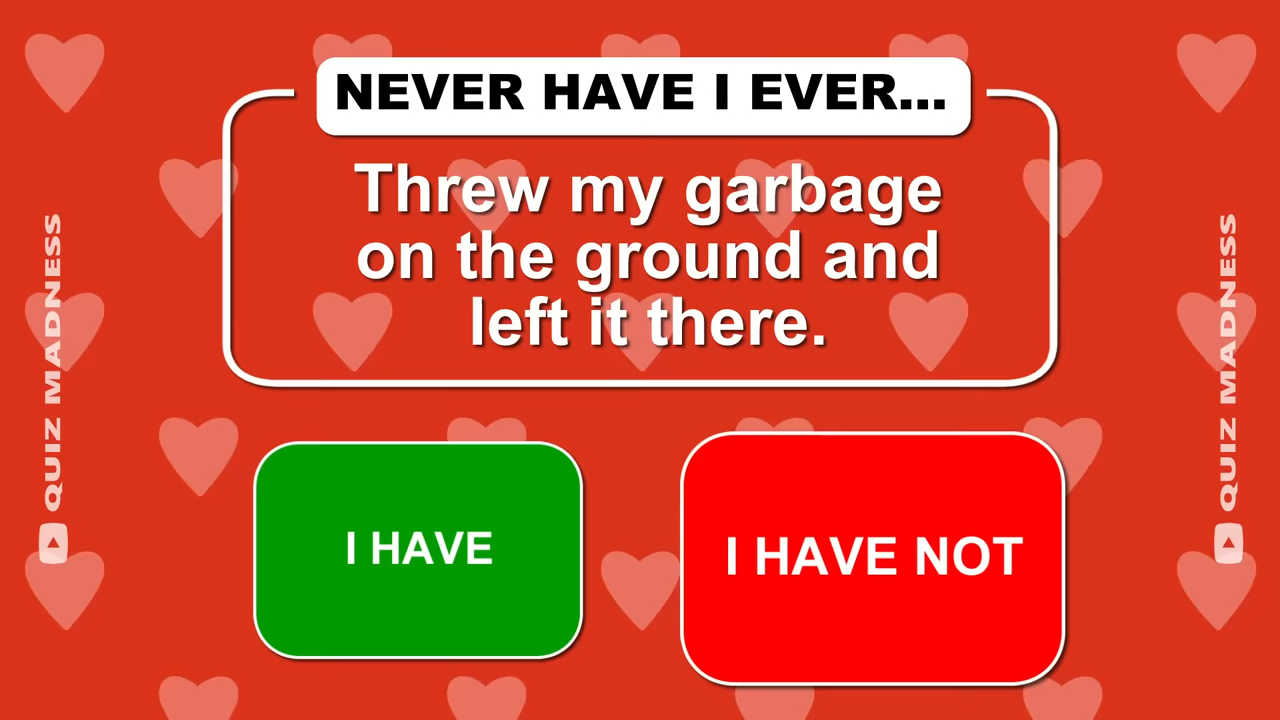 NEVER HAVE I EVER...
Threw my garbage
on the ground and
left it there.
I HAVE
I HAVE NOT
QUIZ MADNESS
QUIZ MADNESS